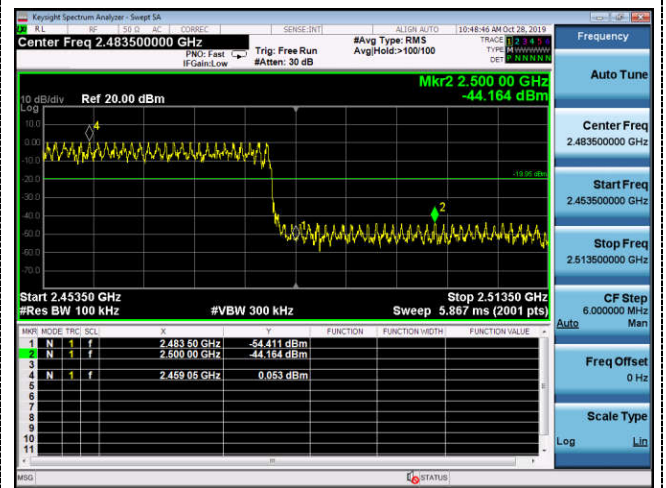 Keysight Spectrum Analyzer - Swept SA
RL RF 50 Ω AC CORREC SENSE:INT ALIGN AUTO 10:48:46 AM Oct 28, 2019
Center Freq 2.483500000 GHz
PNO: Fast Trig: Free Run
IFGain:Low #Atten: 30 dB
#Avg Type: RMS
Avg|Hold:>100/100
TRACE 1 2 3 4 5 6
TYPE
DET P N N N N N
Mkr2 2.500 00 GHz
-44.164 dBm
10 dB/div Ref 20.00 dBm
Log
10.0
0.00
-10.0
-20.0
-30.0
-40.0
-50.0
-60.0
-70.0
4
-19.95 dBm
2
1
Start 2.45350 GHz Stop 2.51350 GHz
#Res BW 100 kHz #VBW 300 kHz Sweep 5.867 ms (2001 pts)
MKR MODE TRC SCL X Y FUNCTION FUNCTION WIDTH FUNCTION VALUE
1 N 1 f 2.483 50 GHz -54.411 dBm
2 N 1 f 2.500 00 GHz -44.164 dBm
3
4 N 1 f 2.459 05 GHz 0.053 dBm
5
6
7
8
9
10
11
MSG STATUS
Frequency
Auto Tune
Center Freq
2.483500000 GHz
Start Freq
2.453500000 GHz
Stop Freq
2.513500000 GHz
CF Step
6.000000 MHz
Auto Man
Freq Offset
0 Hz
Scale Type
Log Lin